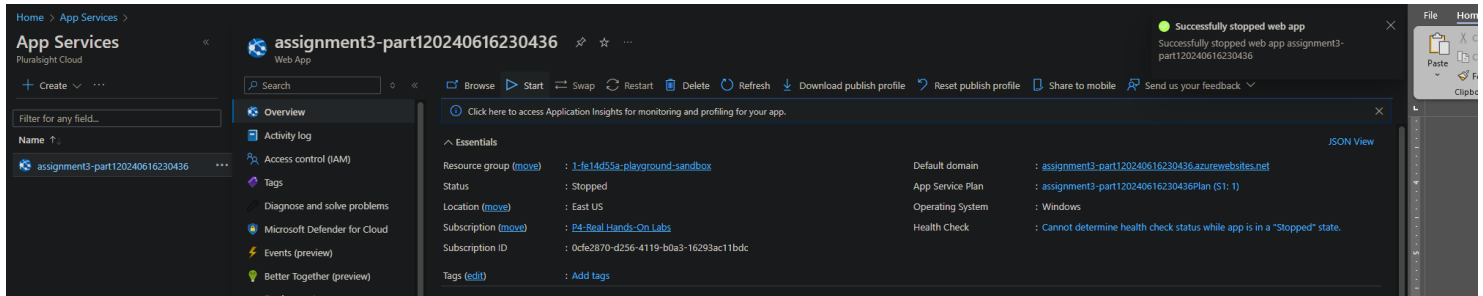 Home > App Services >
App Services
Pluralsight Cloud
+ Create
Filter for any field...
Name ↑
assignment3-part120240616230436
assignment3-part120240616230436
Web App
Search
Overview
Activity log
Access control (IAM)
Tags
Diagnose and solve problems
Microsoft Defender for Cloud
Events (preview)
Better Together (preview)
Browse Start Swap Restart Delete Refresh Download publish profile Reset publish profile Share to mobile Send us your feedback
Click here to access Application Insights for monitoring and profiling for your app.
Essentials
JSON View
Resource group (move) : 1-fe14d55a-playground-sandbox
Status : Stopped
Location (move) : East US
Subscription (move) : P4-Real Hands-On Labs
Subscription ID : 0cfe2870-d256-4119-b0a3-16293ac11bdc
Tags (edit) : Add tags
Default domain : assignment3-part120240616230436.azurewebsites.net
App Service Plan : assignment3-part120240616230436Plan (S1: 1)
Operating System : Windows
Health Check : Cannot determine health check status while app is in a "Stopped" state.
Successfully stopped web app
Successfully stopped web app assignment3-
part120240616230436
File
Paste